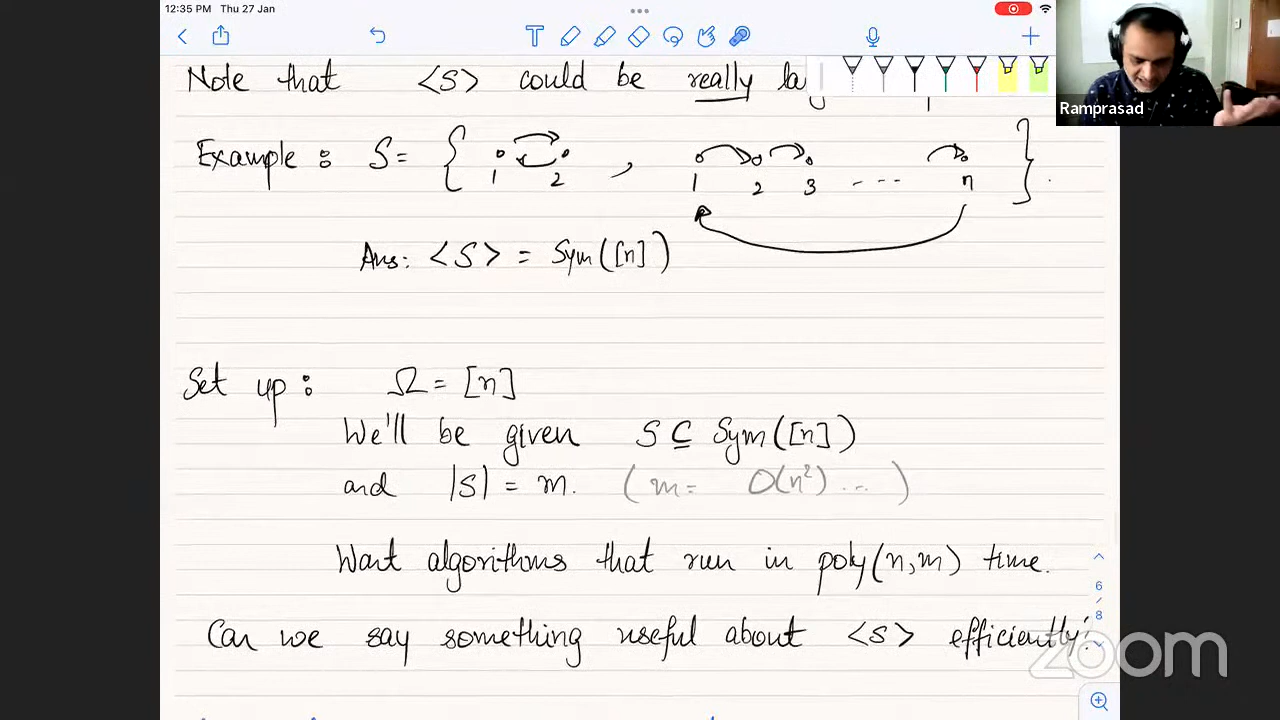 12:35 PM Thu 27 Jan
Note that <S> could be really
Ramprasad
Example : S = { 1 2 , 1 2 3 --- n }
Ans: <S> = Sym([n])
Set up : Ω = [n]
We'll be given S ⊆ Sym([n])
and |S| = m. (m = O(n²) ... )
Want algorithms that run in poly(n,m) time.
6
/
8
Can we say something useful about <S> efficiently?
zoom